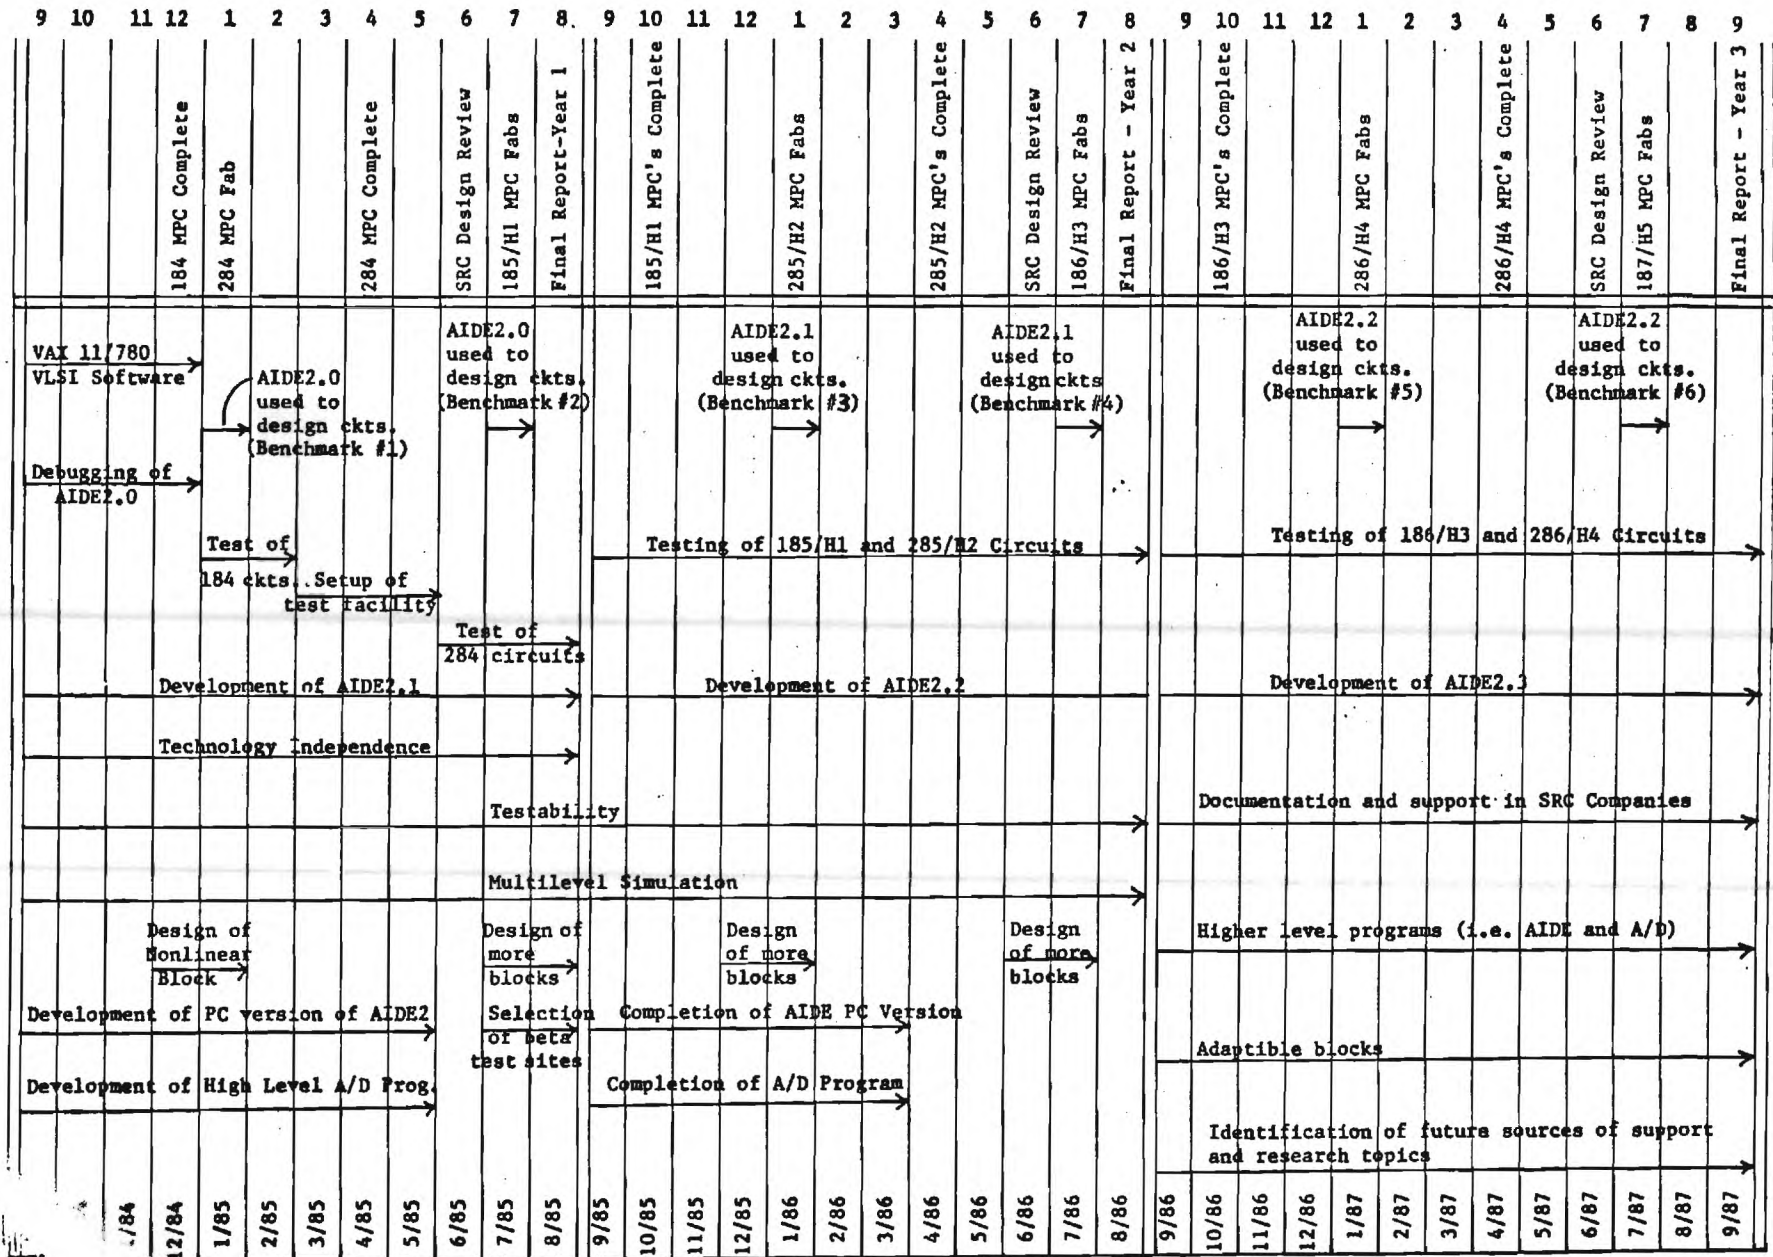 9 10 11 12 1 2 3 4 5 6 7 8 9 10 11 12 1 2 3 4 5 6 7 8 9 10 11 12 1 2 3 4 5 6 7 8 9
184 MPC Complete
284 MPC Fab
284 MPC Complete
SRC Design Review
185/H1 MPC Fabs
Final Report-Year 1
185/H1 MPC's Complete
285/H2 MPC Fabs
285/H2 MPC's Complete
SRC Design Review
186/H3 MPC Fabs
Final Report - Year 2
186/H3 MPC's Complete
286/H4 MPC Fabs
286/H4 MPC's Complete
SRC Design Review
187/H5 MPC Fabs
Final Report - Year 3
VAX 11/780
VLSI Software
AIDE2.0
used to
design ckts.
(Benchmark #1)
AIDE2.0
used to
design ckts.
(Benchmark #2)
AIDE2.1
used to
design ckts.
(Benchmark #3)
AIDE2.1
used to
design ckts
(Benchmark #4)
AIDE2.2
used to
design ckts.
(Benchmark #5)
AIDE2.2
used to
design ckts.
(Benchmark #6)
Debugging of
AIDE2.0
Test of
184 ckts.
Setup of
test facility
Test of
284 circuits
Testing of 185/H1 and 285/H2 Circuits
Testing of 186/H3 and 286/H4 Circuits
Development of AIDE2.1
Development of AIDE2.2
Development of AIDE2.3
Technology Independence
Testability
Documentation and support in SRC Companies
Multilevel Simulation
Design of
Nonlinear
Block
Design of
more
blocks
Design
of more
blocks
Design
of more
blocks
Higher level programs (i.e. AIDE and A/D)
Development of PC version of AIDE2
Selection
of beta
test sites
Completion of AIDE PC Version
Adaptible blocks
Development of High Level A/D Prog.
Completion of A/D Program
Identification of future sources of support
and research topics
12/84 1/85 2/85 3/85 4/85 5/85 6/85 7/85 8/85 9/85 10/85 11/85 12/85 1/86 2/86 3/86 4/86 5/86 6/86 7/86 8/86 9/86 10/86 11/86 12/86 1/87 2/87 3/87 4/87 5/87 6/87 7/87 8/87 9/87